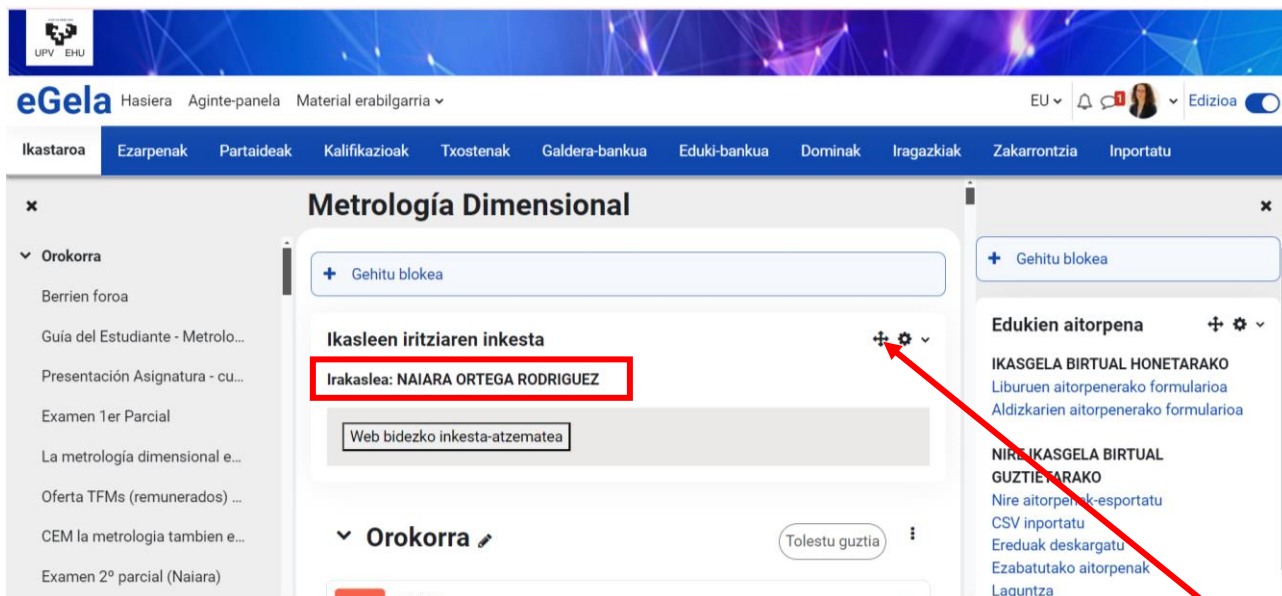 UPV EHU
eGela Hasiera Aginte-panela Material erabilgarria EU 1 Edizioa
Ikastaroa Ezarpenak Partaideak Kalifikazioak Txostenak Galdera-bankua Eduki-bankua Dominak Iragazkiak Zakarrontzia Inportatu
Orokorra
Berrien foroa
Guía del Estudiante - Metrolo...
Presentación Asignatura - cu...
Examen 1er Parcial
La metrología dimensional e...
Oferta TFMs (remunerados) ...
CEM la metrologia tambien e...
Examen 2º parcial (Naiara)
Metrología Dimensional
+ Gehitu blokea
Ikasleen iritziaren inkesta
Irakaslea: NAIARA ORTEGA RODRIGUEZ
Web bidezko inkesta-atzematea
Orokorra
Tolestu guztia
+ Gehitu blokea
Edukien aitorpena
IKASGELA BIRTUAL HONETARAKO
Liburuen aitorpenerako formularioa
Aldizkarien aitorpenerako formularioa
NIRE IKASGELA BIRTUAL
GUZTIETARAKO
Nire aitorpenak esportatu
CSV inportatu
Ereduak deskargatu
Ezabatutako aitorpenak
Laguntza